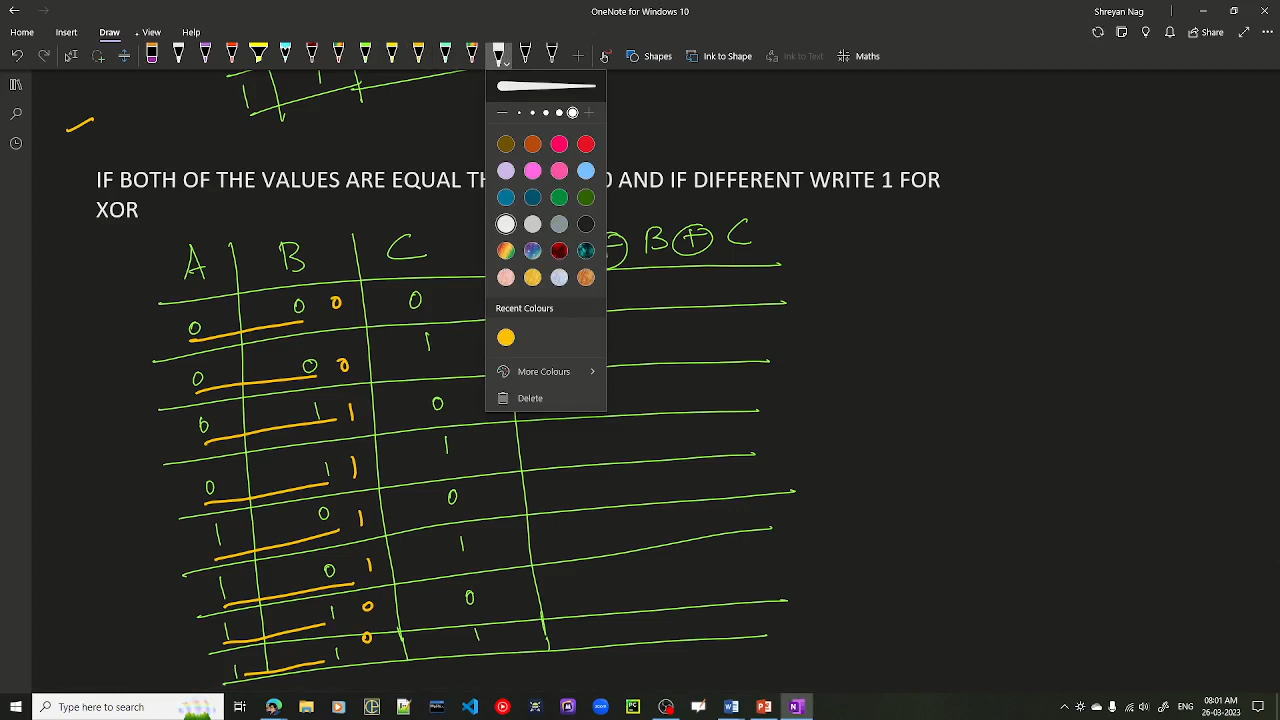 OneNote for Windows 10
Shreyan Nag
Home Insert Draw View Help
Share
Shapes Ink to Shape Ink to Text Maths
1
1
IF BOTH OF THE VALUES ARE EQUAL TH 0 AND IF DIFFERENT WRITE 1 FOR
XOR
A B C B ⊕ C
0 0 0 0
0 0 0 1
0 1 1 0
0 1 1 1
1 0 1 0
1 0 1 1
1 1 0 0
1 1 0 1
Recent Colours
More Colours
Delete
Type here to search
ENG
08:01 AM
26-03-2023